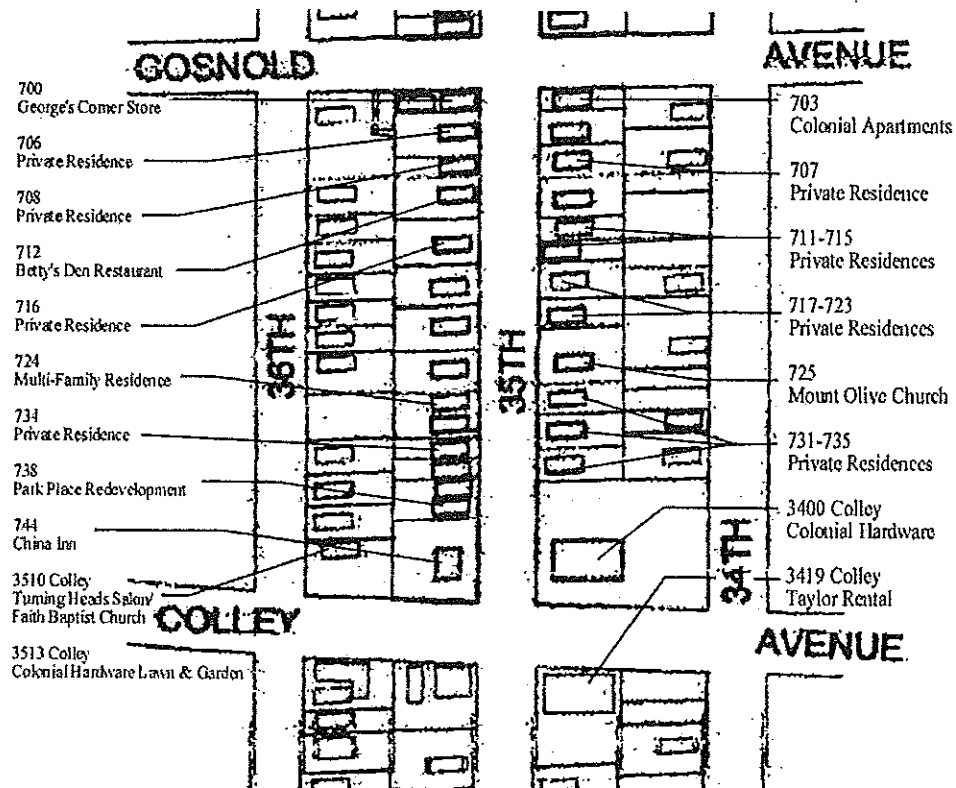 GOSNOLD
AVENUE
700
George's Corner Store
706
Private Residence
708
Private Residence
712
Betty's Den Restaurant
716
Private Residence
724
Multi-Family Residence
734
Private Residence
738
Park Place Redevelopment
744
China Inn
3510 Colley
Turning Heads Salon/
Faith Baptist Church
3513 Colley
Colonial Hardware Lawn & Garden
36TH
35TH
34TH
703
Colonial Apartments
707
Private Residence
711-715
Private Residences
717-723
Private Residences
725
Mount Olive Church
731-735
Private Residences
3400 Colley
Colonial Hardware
3419 Colley
Taylor Rental
COLLEY
AVENUE